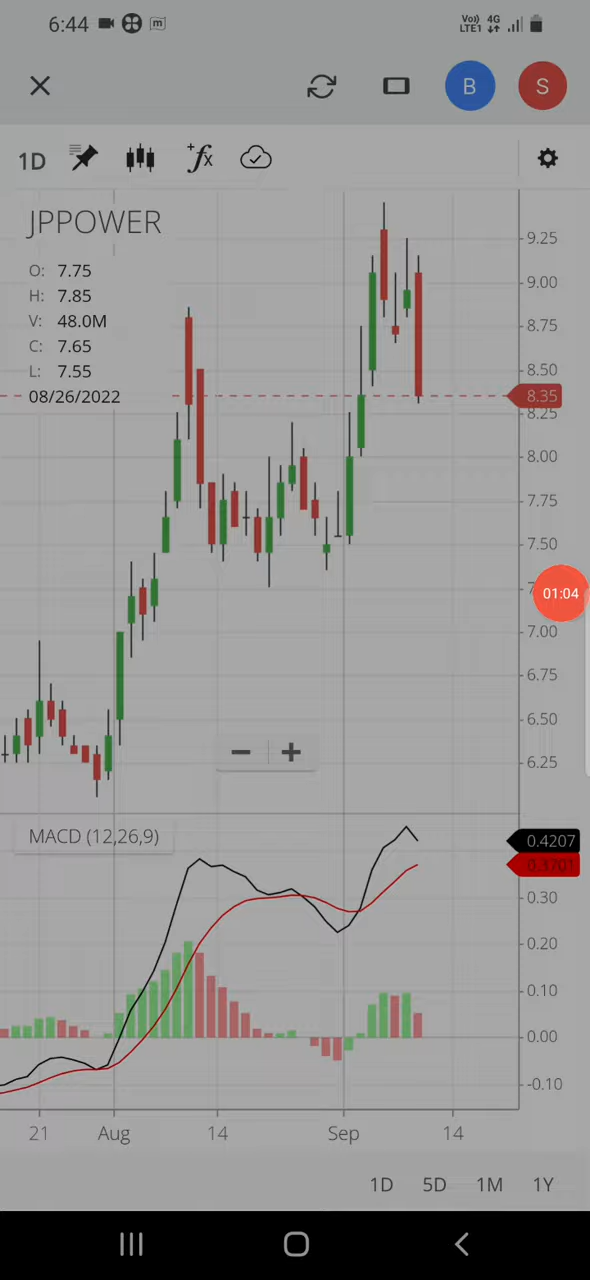 6:44 m Vo) 4G
LTE1
B S
1D +fx
JPPOWER
O: 7.75
H: 7.85
V: 48.0M
C: 7.65
L: 7.55
08/26/2022
9.25
9.00
8.75
8.50
8.35
8.25
8.00
7.75
7.50
01:04
7.00
6.75
6.50
6.25
− +
MACD (12,26,9)
0.4207
0.3701
0.30
0.20
0.10
0.00
-0.10
21 Aug 14 Sep 14
1D 5D 1M 1Y